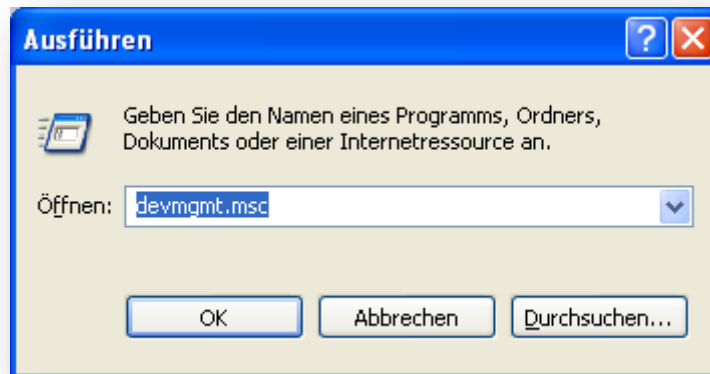 Ausführen
Geben Sie den Namen eines Programms, Ordners,
Dokuments oder einer Internetressource an.
Öffnen: devmgmt.msc
OK Abbrechen Durchsuchen...